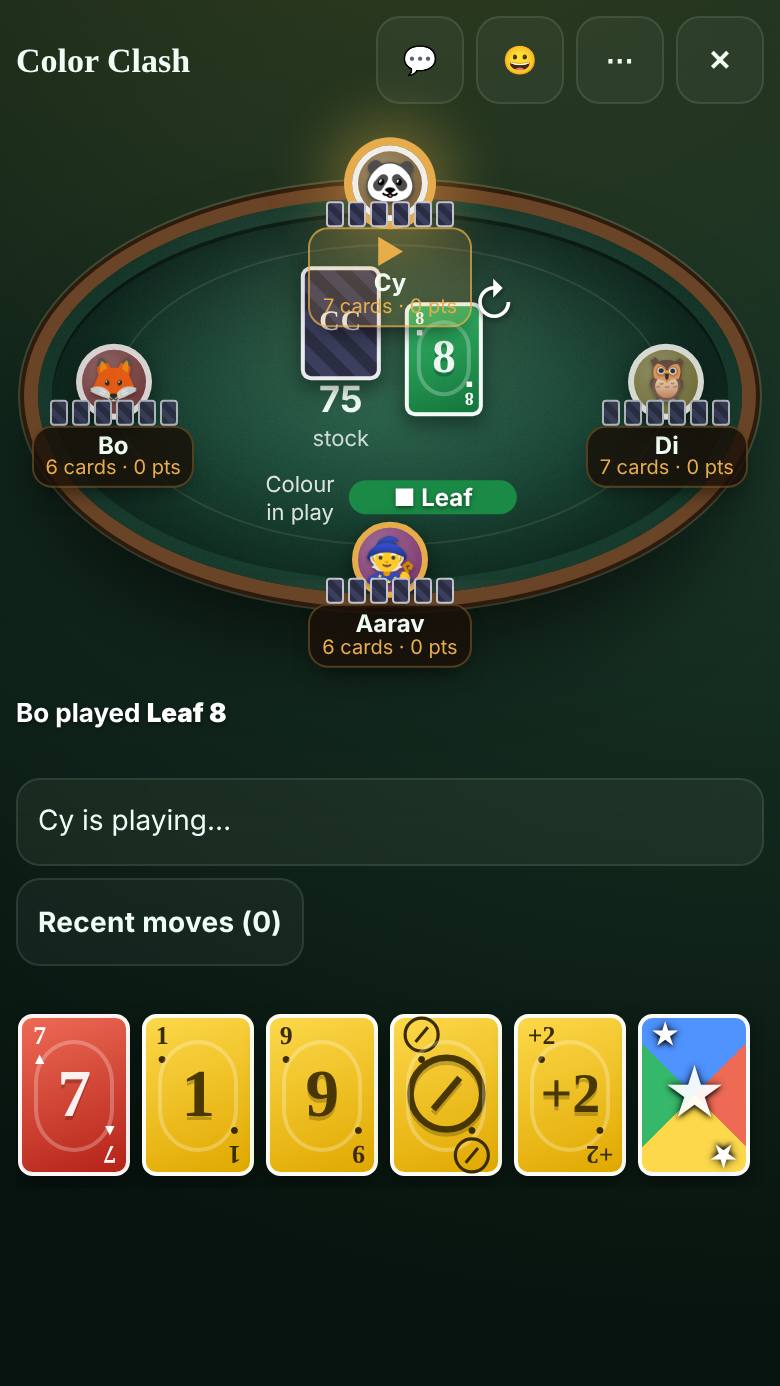 Color Clash
Cy
7 cards · 0 pts
CC
8
8
8
75
stock
Bo
6 cards · 0 pts
Di
7 cards · 0 pts
Colour
in play
Leaf
Aarav
6 cards · 0 pts
Bo played Leaf 8
Cy is playing...
Recent moves (0)
7 1 9 +2
7 1 9 +2
7 1 9 +2